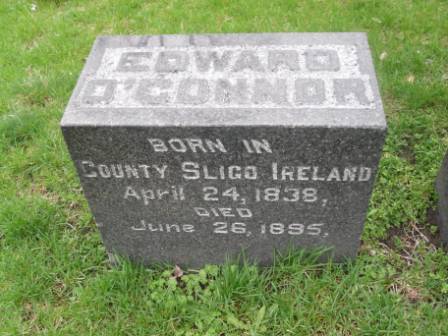 EDWARD
O'CONNOR
BORN IN
COUNTY SLIGO IRELAND
April 24, 1838,
DIED
June 26, 1895,